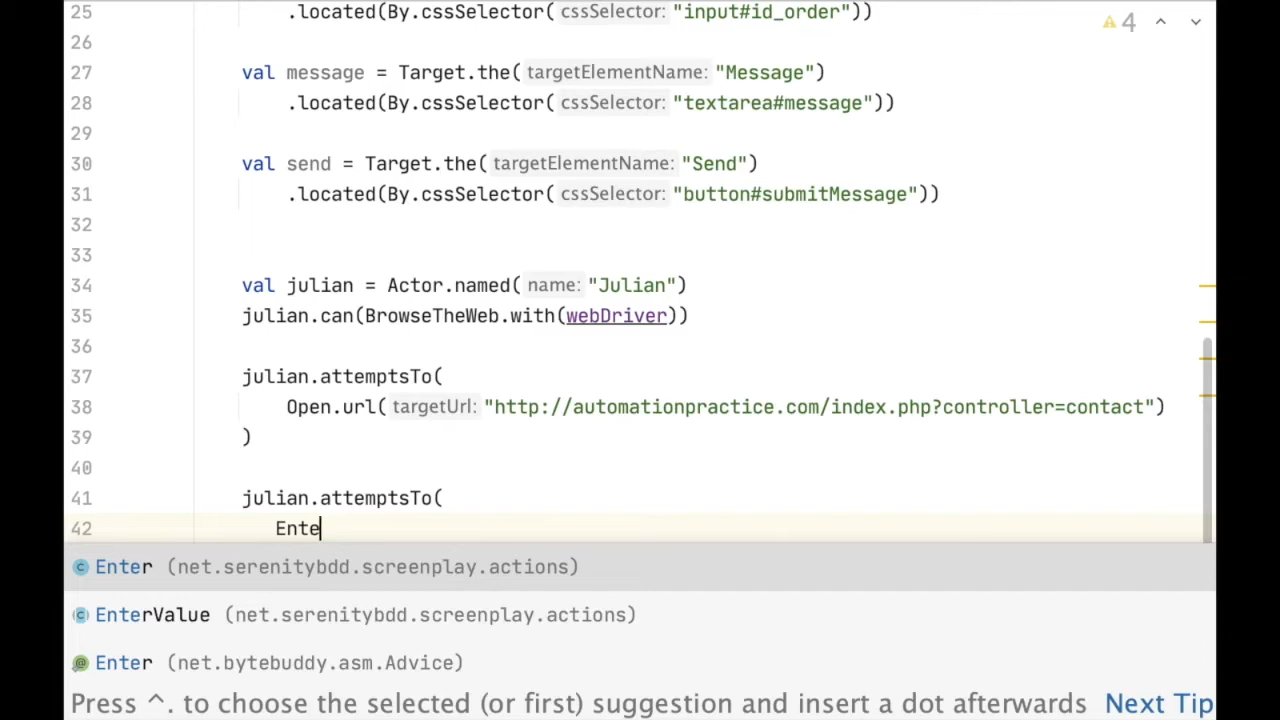 25 .located(By.cssSelector( cssSelector: "input#id_order"))
4
26
27 val message = Target.the( targetElementName: "Message")
28 .located(By.cssSelector( cssSelector: "textarea#message"))
29
30 val send = Target.the( targetElementName: "Send")
31 .located(By.cssSelector( cssSelector: "button#submitMessage"))
32
33
34 val julian = Actor.named( name: "Julian")
35 julian.can(BrowseTheWeb.with(webDriver))
36
37 julian.attemptsTo(
38 Open.url( targetUrl: "http://automationpractice.com/index.php?controller=contact")
39 )
40
41 julian.attemptsTo(
42 Ente
Enter (net.serenitybdd.screenplay.actions)
EnterValue (net.serenitybdd.screenplay.actions)
Enter (net.bytebuddy.asm.Advice)
Press ^. to choose the selected (or first) suggestion and insert a dot afterwards Next Tip